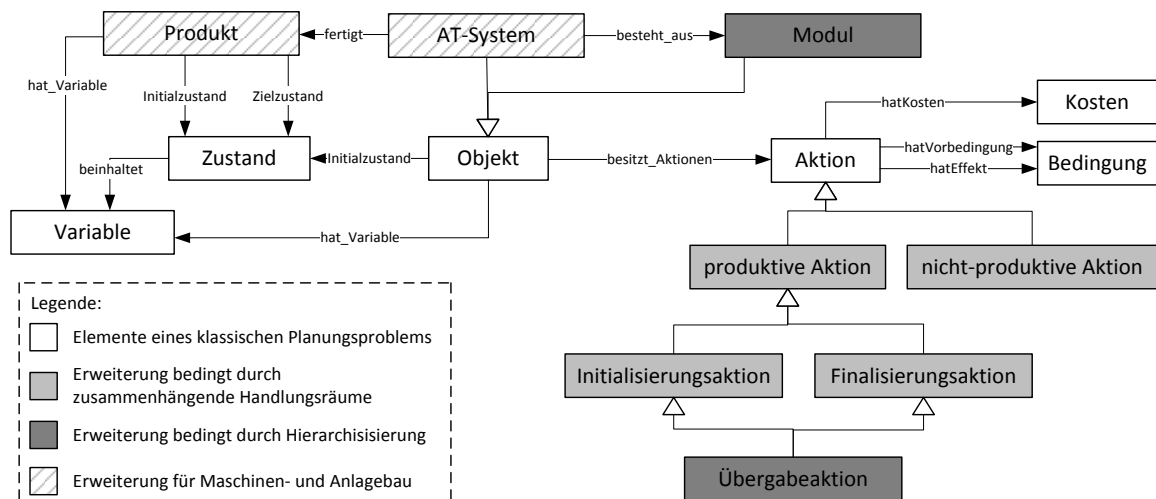 Produkt
fertigt
AT-System
besteht_aus
Modul
hat_Variable
Initialzustand
Zielzustand
hatKosten
Kosten
Zustand
Initialzustand
Objekt
besitzt_Aktionen
Aktion
hatVorbedingung
hatEffekt
Bedingung
beinhaltet
Variable
hat_Variable
produktive Aktion
nicht-produktive Aktion
Legende:
Elemente eines klassischen Planungsproblems
Erweiterung bedingt durch
zusammenhängende Handlungsräume
Erweiterung bedingt durch Hierarchisisierung
Erweiterung für Maschinen- und Anlagebau
Initialisierungsaktion
Finalisierungsaktion
Übergabeaktion